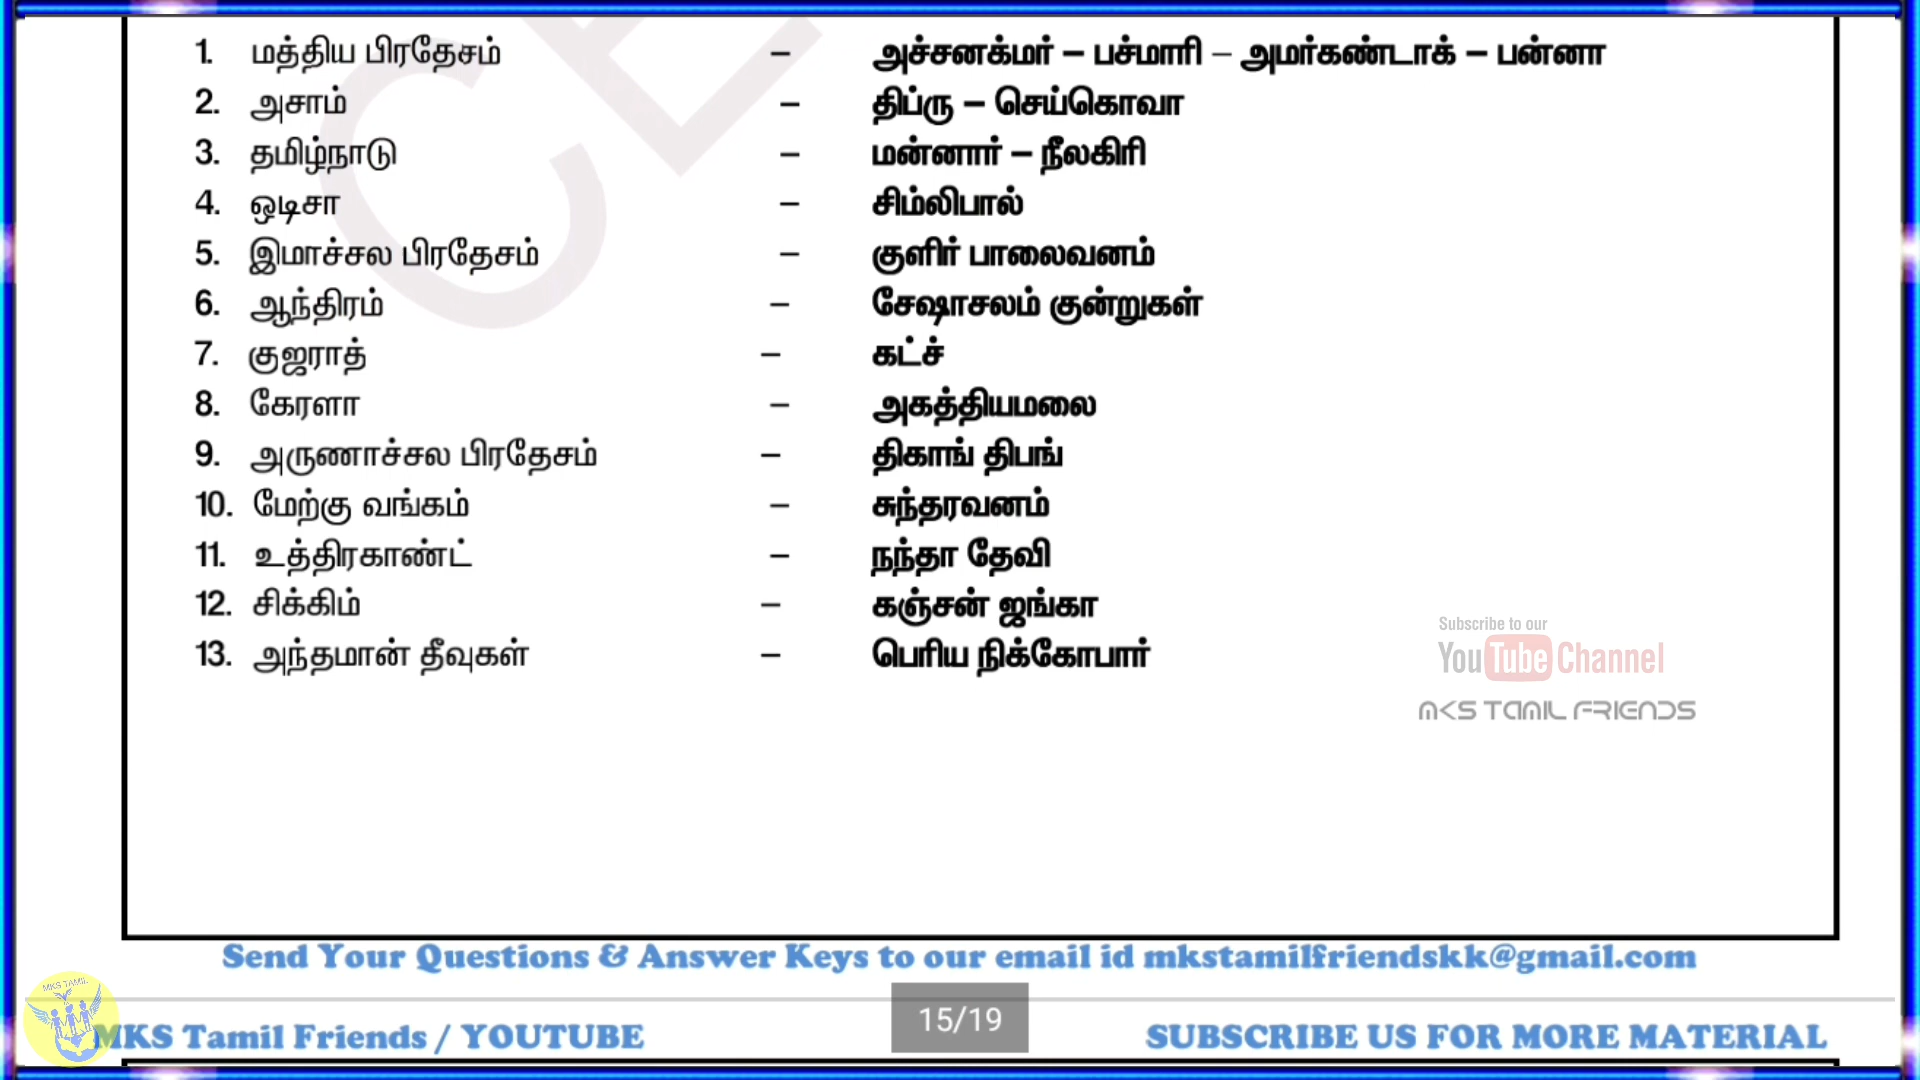 1. மத்திய பிரதேசம் – அச்சனக்மர் – பச்மாரி – அமர்கண்டாக் – பன்னா
2. அசாம் – திப்ரு – செய்கொவா
3. தமிழ்நாடு – மன்னார் – நீலகிரி
4. ஒடிசா – சிம்லிபால்
5. இமாச்சல பிரதேசம் – குளிர் பாலைவனம்
6. ஆந்திரம் – சேஷாசலம் குன்றுகள்
7. குஜராத் – கட்ச்
8. கேரளா – அகத்தியமலை
9. அருணாச்சல பிரதேசம் – திகாங் திபங்
10. மேற்கு வங்கம் – சுந்தரவனம்
11. உத்திரகாண்ட் – நந்தா தேவி
12. சிக்கிம் – கஞ்சன் ஜங்கா
13. அந்தமான் தீவுகள் – பெரிய நிக்கோபார்
Subscribe to our
YouTube Channel
MKS TAMIL FRIENDS
Send Your Questions & Answer Keys to our email id mkstamilfriendskk@gmail.com
MKS TAMIL
15/19
MKS Tamil Friends / YOUTUBE SUBSCRIBE US FOR MORE MATERIAL